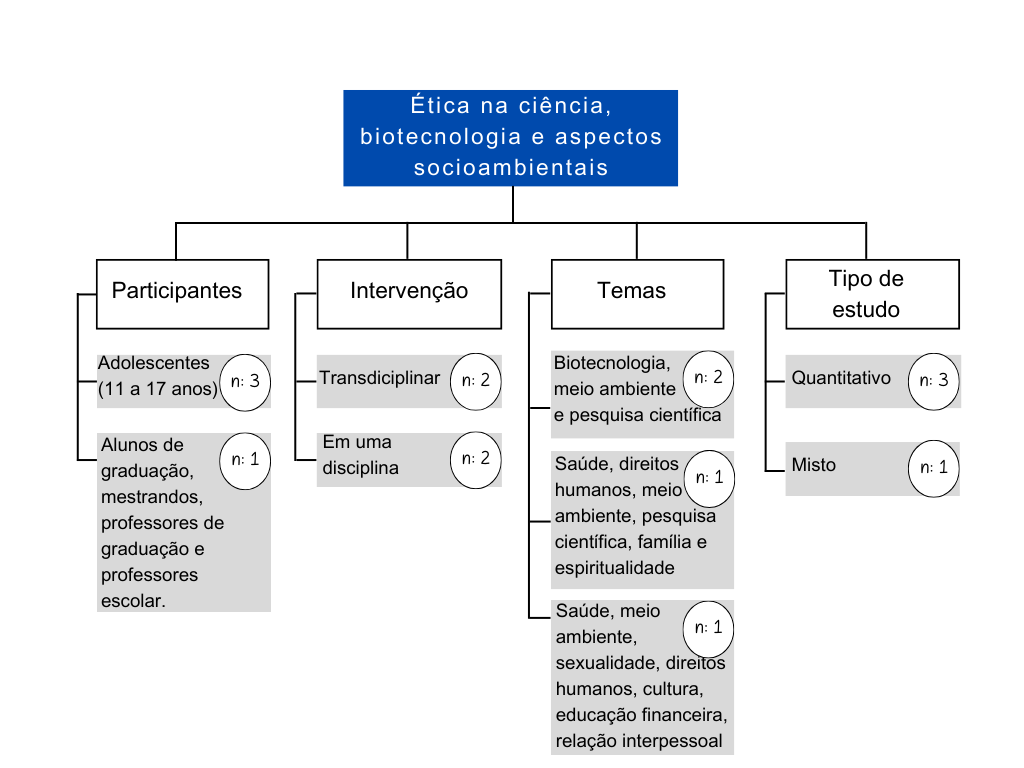 Ética na ciência,
biotecnologia e aspectos
socioambientais
Participantes
Adolescentes
(11 a 17 anos)
n: 3
Alunos de
graduação,
mestrandos,
professores de
graduação e
professores
escolar.
n: 1
Intervenção
Transdiciplinar
n: 2
Em uma
disciplina
n: 2
Temas
Biotecnologia,
meio ambiente
e pesquisa científica
n: 2
Saúde, direitos
humanos, meio
ambiente, pesquisa
científica, família e
espiritualidade
n: 1
Saúde, meio
ambiente,
sexualidade, direitos
humanos, cultura,
educação financeira,
relação interpessoal
n: 1
Tipo de
estudo
Quantitativo
n: 3
Misto
n: 1